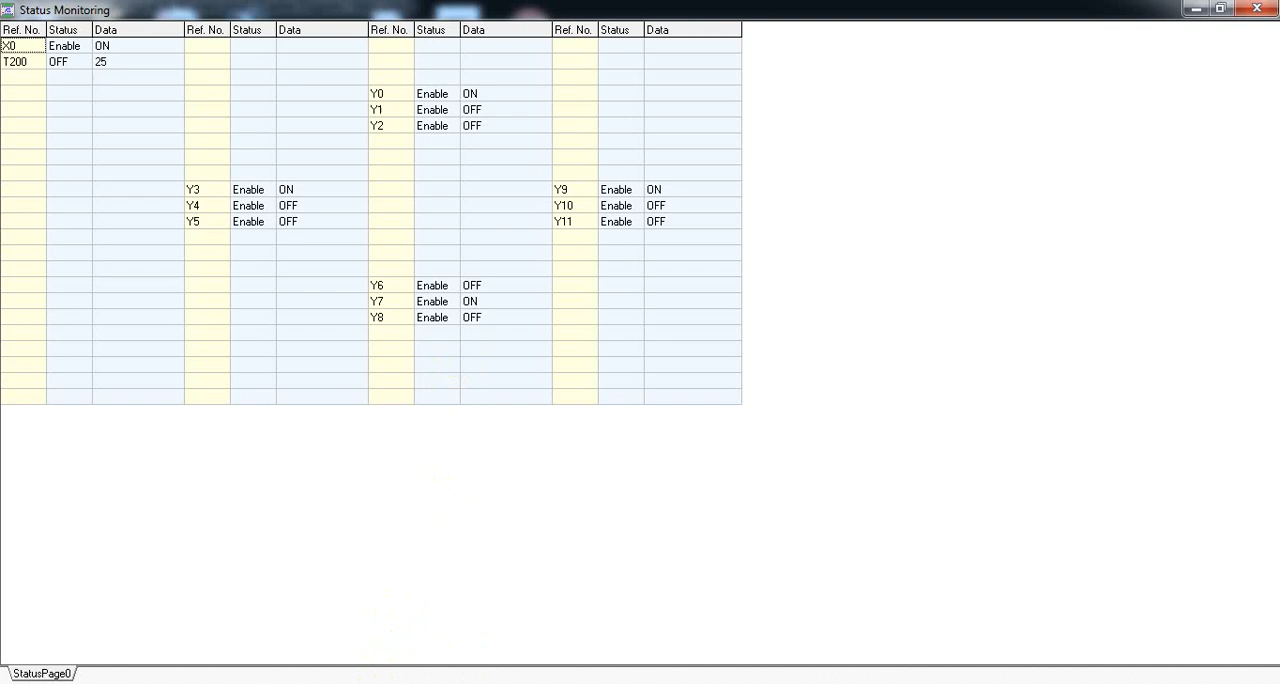 Status Monitoring
Ref. No. Status Data Ref. No. Status Data Ref. No. Status Data Ref. No. Status Data
X0 Enable ON
T200 OFF 25
Y0 Enable ON
Y1 Enable OFF
Y2 Enable OFF
Y3 Enable ON Y9 Enable ON
Y4 Enable OFF Y10 Enable OFF
Y5 Enable OFF Y11 Enable OFF
Y6 Enable OFF
Y7 Enable ON
Y8 Enable OFF
StatusPage0